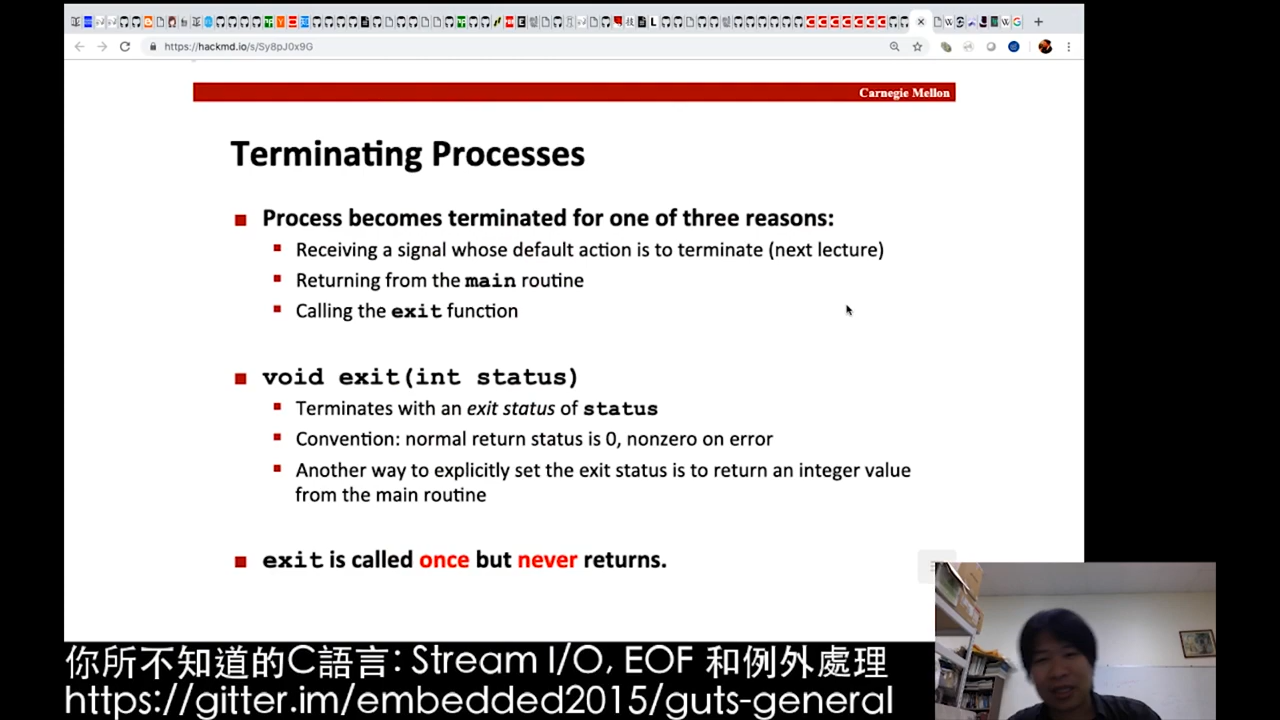 https://hackmd.io/s/Sy8pJ0x9G
Carnegie Mellon
Terminating Processes
Process becomes terminated for one of three reasons:
Receiving a signal whose default action is to terminate (next lecture)
Returning from the main routine
Calling the exit function
void exit(int status)
Terminates with an exit status of status
Convention: normal return status is 0, nonzero on error
Another way to explicitly set the exit status is to return an integer value
from the main routine
exit is called once but never returns.
你所不知道的C語言: Stream I/O, EOF 和例外處理
https://gitter.im/embedded2015/guts-general